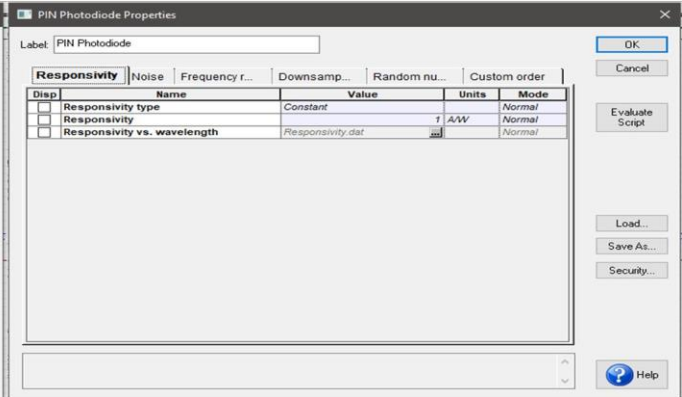 PIN Photodiode Properties
Label: PIN Photodiode
OK
Cancel
Evaluate Script
Load...
Save As...
Security...
Help
Responsivity Noise Frequency r... Downsamp... Random nu... Custom order
Disp Name Value Units Mode
Responsivity type Constant Normal
Responsivity 1 A/W Normal
Responsivity vs. wavelength Responsivity.dat ... Normal